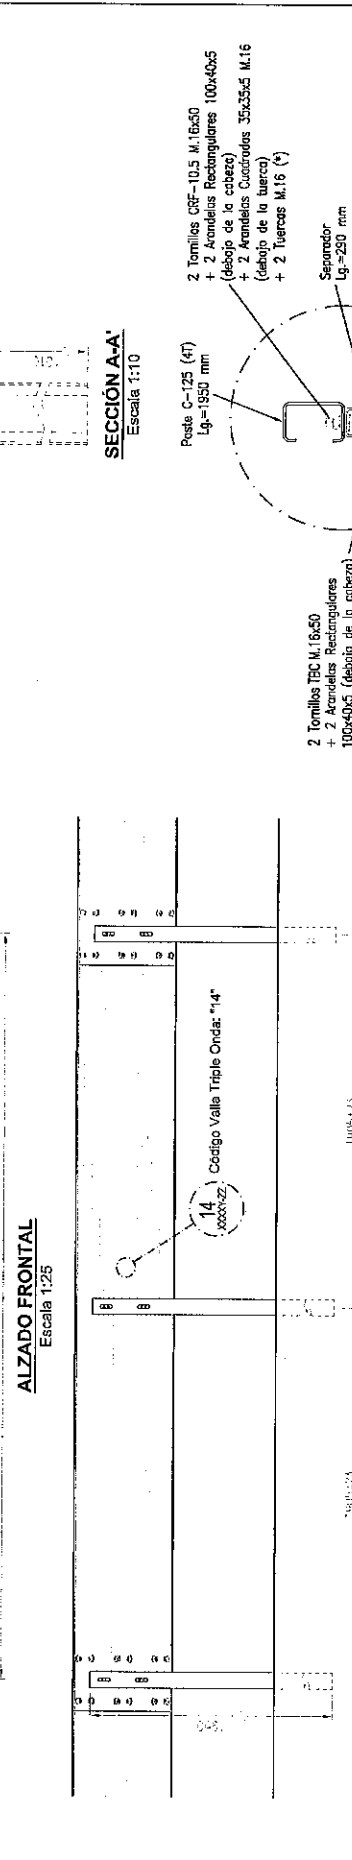 ALZADO FRONTAL
Escala 1:25
Código Valla Triple Onda: "14"
14
XXXXY-ZZ
SECCIÓN A-A'
Escala 1:10
Poste C-125 (4T)
Lg.=1950 mm
2 Tornillos CRF-10.5 M.16x50
+ 2 Arandelas Rectangulares 100x40x5
(debajo de la cabeza)
+ 2 Arandelas Cuadradas 35x35x5 M.16
(debajo de la tuerca)
+ 2 Tuercas M.16 (*)
Separador
Lg.=290 mm
2 Tornillos TBC M.16x50
+ 2 Arandelas Rectangulares
100x40x5 (debajo de la cabeza)